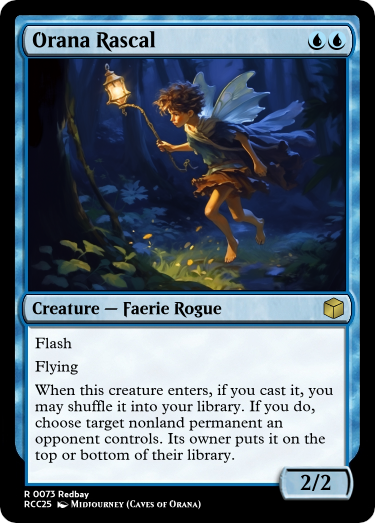 Orana Rascal
Creature — Faerie Rogue
Flash
Flying
When this creature enters, if you cast it, you
may shuffle it into your library. If you do,
choose target nonland permanent an
opponent controls. Its owner puts it on the
top or bottom of their library.
2/2
R 0073 Redbay
RCC25 Midjourney (Caves of Orana)